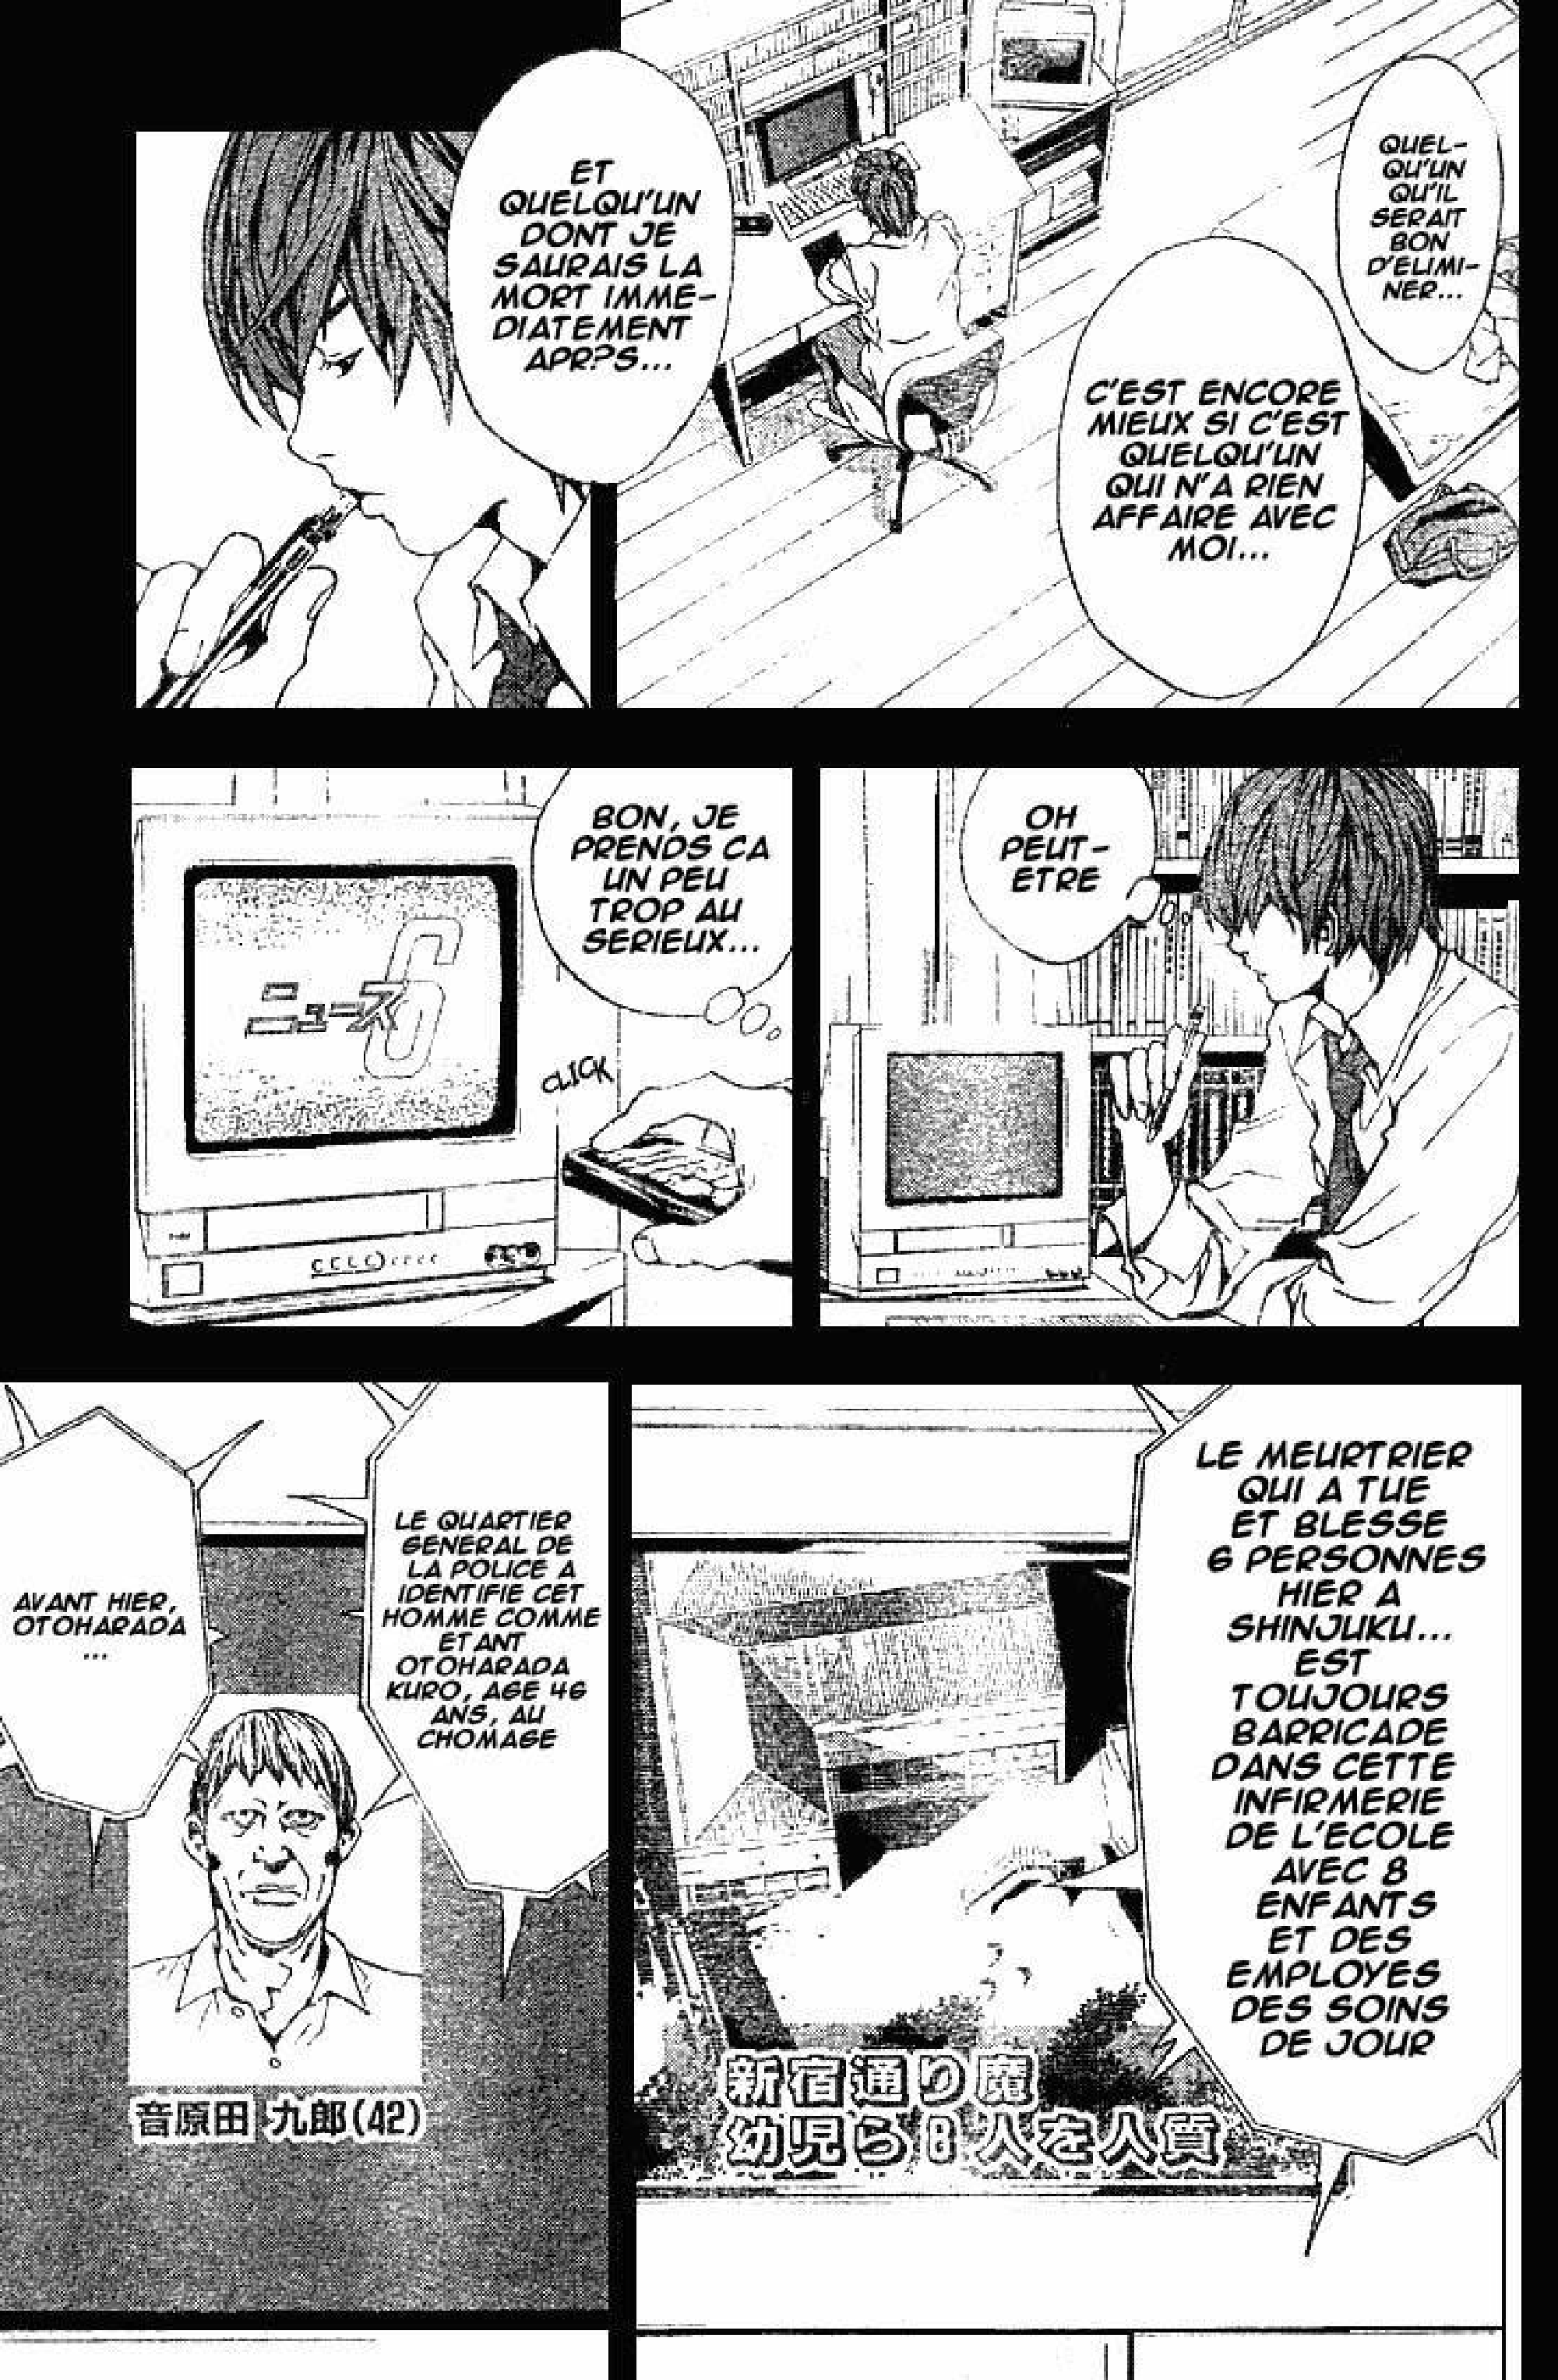 QUEL-
QU'UN
QU'IL
SERAIT
BON
D'ELIMI-
NER...
C'EST ENCORE
MIEUX SI C'EST
QUELQU'UN
QUI N'A RIEN
AFFAIRE AVEC
MOI...
ET
QUELQU'UN
DONT JE
SAURAIS LA
MORT IMME-
DIATEMENT
APR?S...
OH
PEUT-
ETRE
BON, JE
PRENDS CA
UN PEU
TROP AU
SERIEUX...
ニュース6
CLICK
LE MEURTRIER
QUI A TUE
ET BLESSE
6 PERSONNES
HIER A
SHINJUKU...
EST
TOUJOURS
BARRICADE
DANS CETTE
INFIRMERIE
DE L'ECOLE
AVEC 8
ENFANTS
ET DES
EMPLOYES
DES SOINS
DE JOUR
新宿通り魔
幼児ら8人を人質
LE QUARTIER
GENERAL DE
LA POLICE A
IDENTIFIE CET
HOMME COMME
ETANT
OTOHARADA
KURO, AGE 46
ANS, AU
CHOMAGE
AVANT HIER,
OTOHARADA
...
音原田 九郎(42)